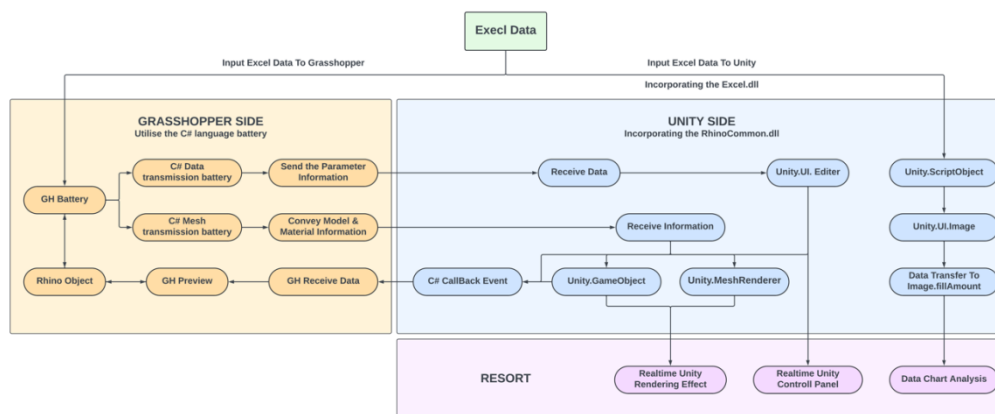 Execl Data
Input Excel Data To Grasshopper
Input Excel Data To Unity
Incorporating the Excel.dll
GRASSHOPPER SIDE
Utilise the C# language battery
UNITY SIDE
Incorporating the RhinoCommon.dll
C# Data
transmission battery
Send the Parameter
Information
Receive Data
Unity.UI. Editer
Unity.ScriptObject
GH Battery
C# Mesh
transmission battery
Convey Model &
Material Information
Receive Information
Unity.UI.Image
Rhino Object
GH Preview
GH Receive Data
C# CallBack Event
Unity.GameObject
Unity.MeshRenderer
Data Transfer To
Image.fillAmount
RESORT
Realtime Unity
Rendering Effect
Realtime Unity
Controll Panel
Data Chart Analysis